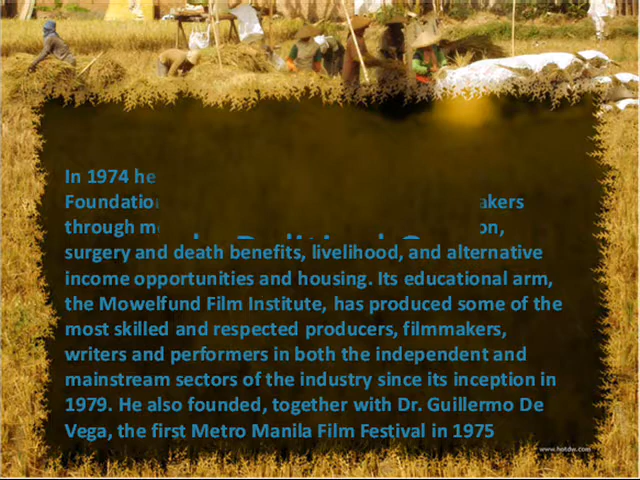 In 1974 he
Foundation
through
surgery and death benefits, livelihood, and alternative
income opportunities and housing. Its educational arm,
the Mowelfund Film Institute, has produced some of the
most skilled and respected producers, filmmakers,
writers and performers in both the independent and
mainstream sectors of the industry since its inception in
1979. He also founded, together with Dr. Guillermo De
Vega, the first Metro Manila Film Festival in 1975
www.hotdw.com